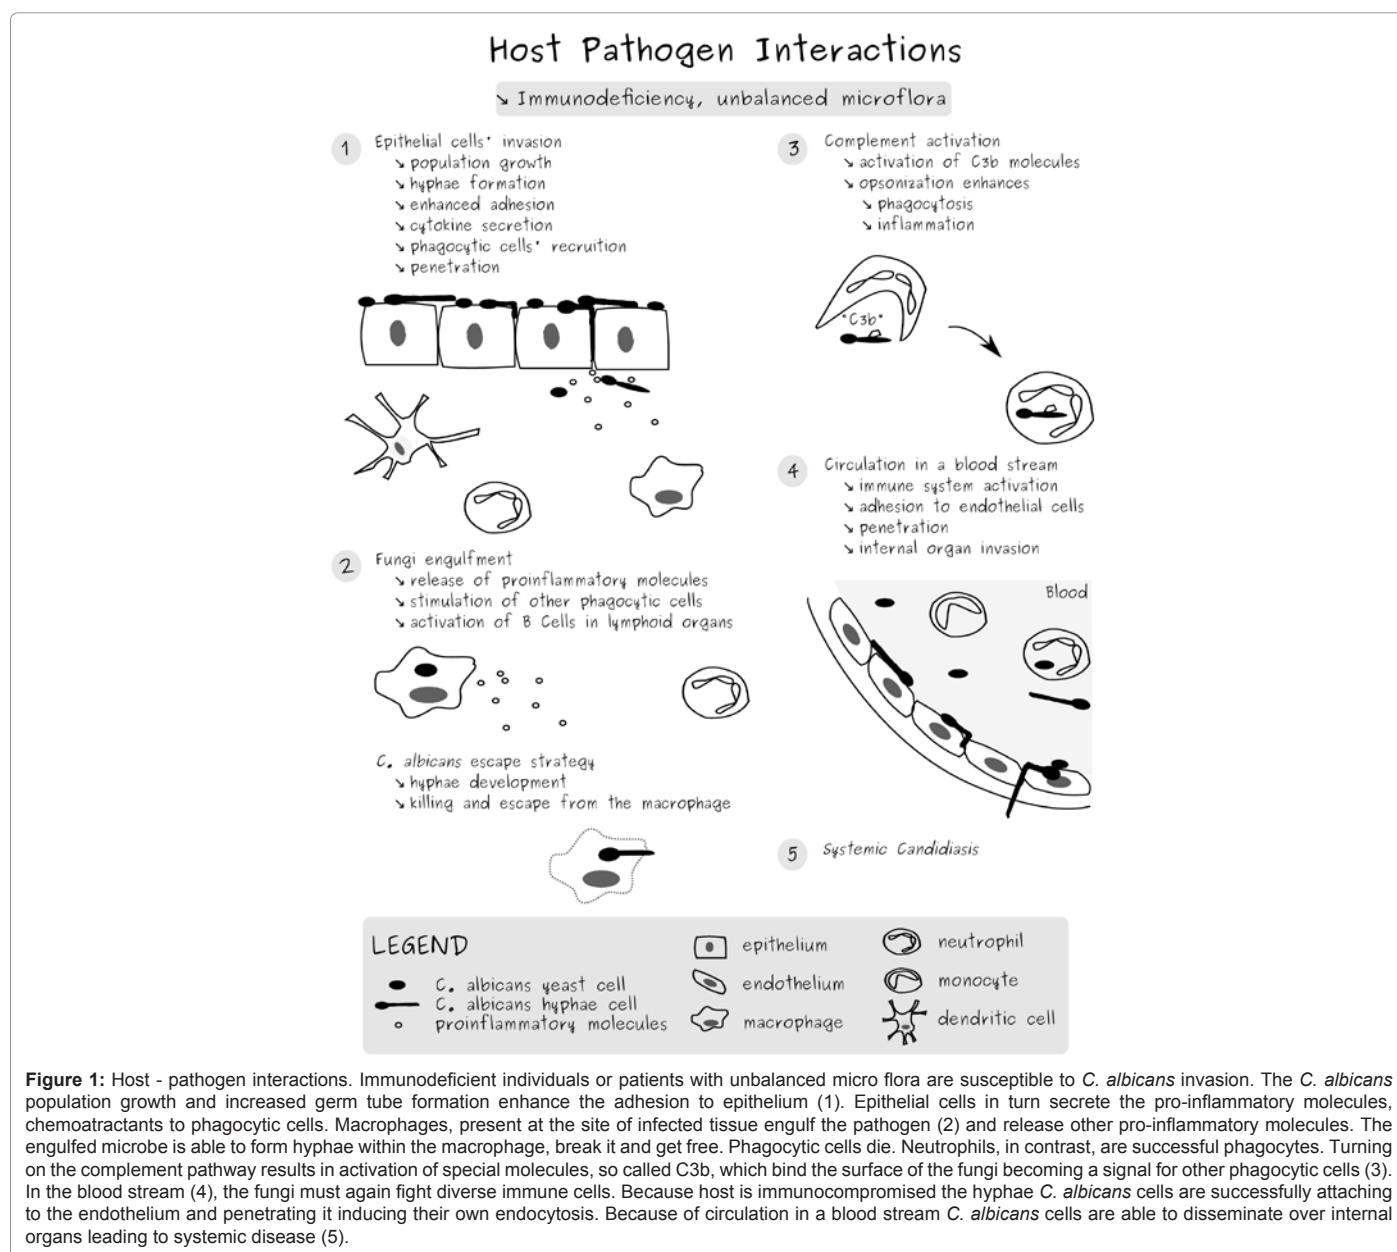 Host Pathogen Interactions
↘ Immunodeficiency, unbalanced microflora
1 Epithelial cells' invasion
↘ population growth
↘ hyphae formation
↘ enhanced adhesion
↘ cytokine secretion
↘ phagocytic cells' recruition
↘ penetration
2 Fungi engulfment
↘ release of proinflammatory molecules
↘ stimulation of other phagocytic cells
↘ activation of B Cells in lymphoid organs
C. albicans escape strategy
↘ hyphae development
↘ killing and escape from the macrophage
3 Complement activation
↘ activation of C3b molecules
↘ opsonization enhances
↘ phagocytosis
↘ inflammation
"C3b"
4 Circulation in a blood stream
↘ immune system activation
↘ adhesion to endothelial cells
↘ penetration
↘ internal organ invasion
Blood
5 Systemic Candidiasis
LEGEND
C. albicans yeast cell
C. albicans hyphae cell
proinflammatory molecules
epithelium
endothelium
macrophage
neutrophil
monocyte
dendritic cell
Figure 1: Host - pathogen interactions. Immunodeficient individuals or patients with unbalanced micro flora are susceptible to C. albicans invasion. The C. albicans
population growth and increased germ tube formation enhance the adhesion to epithelium (1). Epithelial cells in turn secrete the pro-inflammatory molecules,
chemoatractants to phagocytic cells. Macrophages, present at the site of infected tissue engulf the pathogen (2) and release other pro-inflammatory molecules. The
engulfed microbe is able to form hyphae within the macrophage, break it and get free. Phagocytic cells die. Neutrophils, in contrast, are successful phagocytes. Turning
on the complement pathway results in activation of special molecules, so called C3b, which bind the surface of the fungi becoming a signal for other phagocytic cells (3).
In the blood stream (4), the fungi must again fight diverse immune cells. Because host is immunocompromised the hyphae C. albicans cells are successfully attaching
to the endothelium and penetrating it inducing their own endocytosis. Because of circulation in a blood stream C. albicans cells are able to disseminate over internal
organs leading to systemic disease (5).